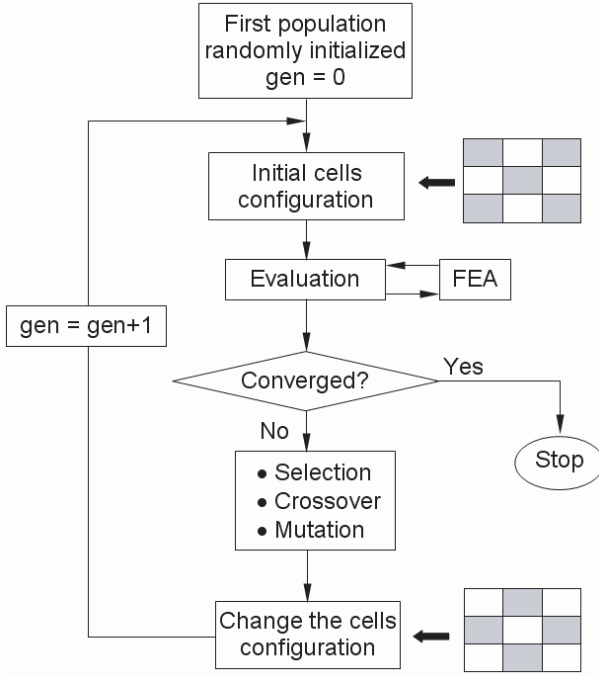 First population
randomly initialized
gen = 0
Initial cells
configuration
Evaluation
FEA
gen = gen+1
Converged?
Yes
No
Stop
• Selection
• Crossover
• Mutation
Change the cells
configuration